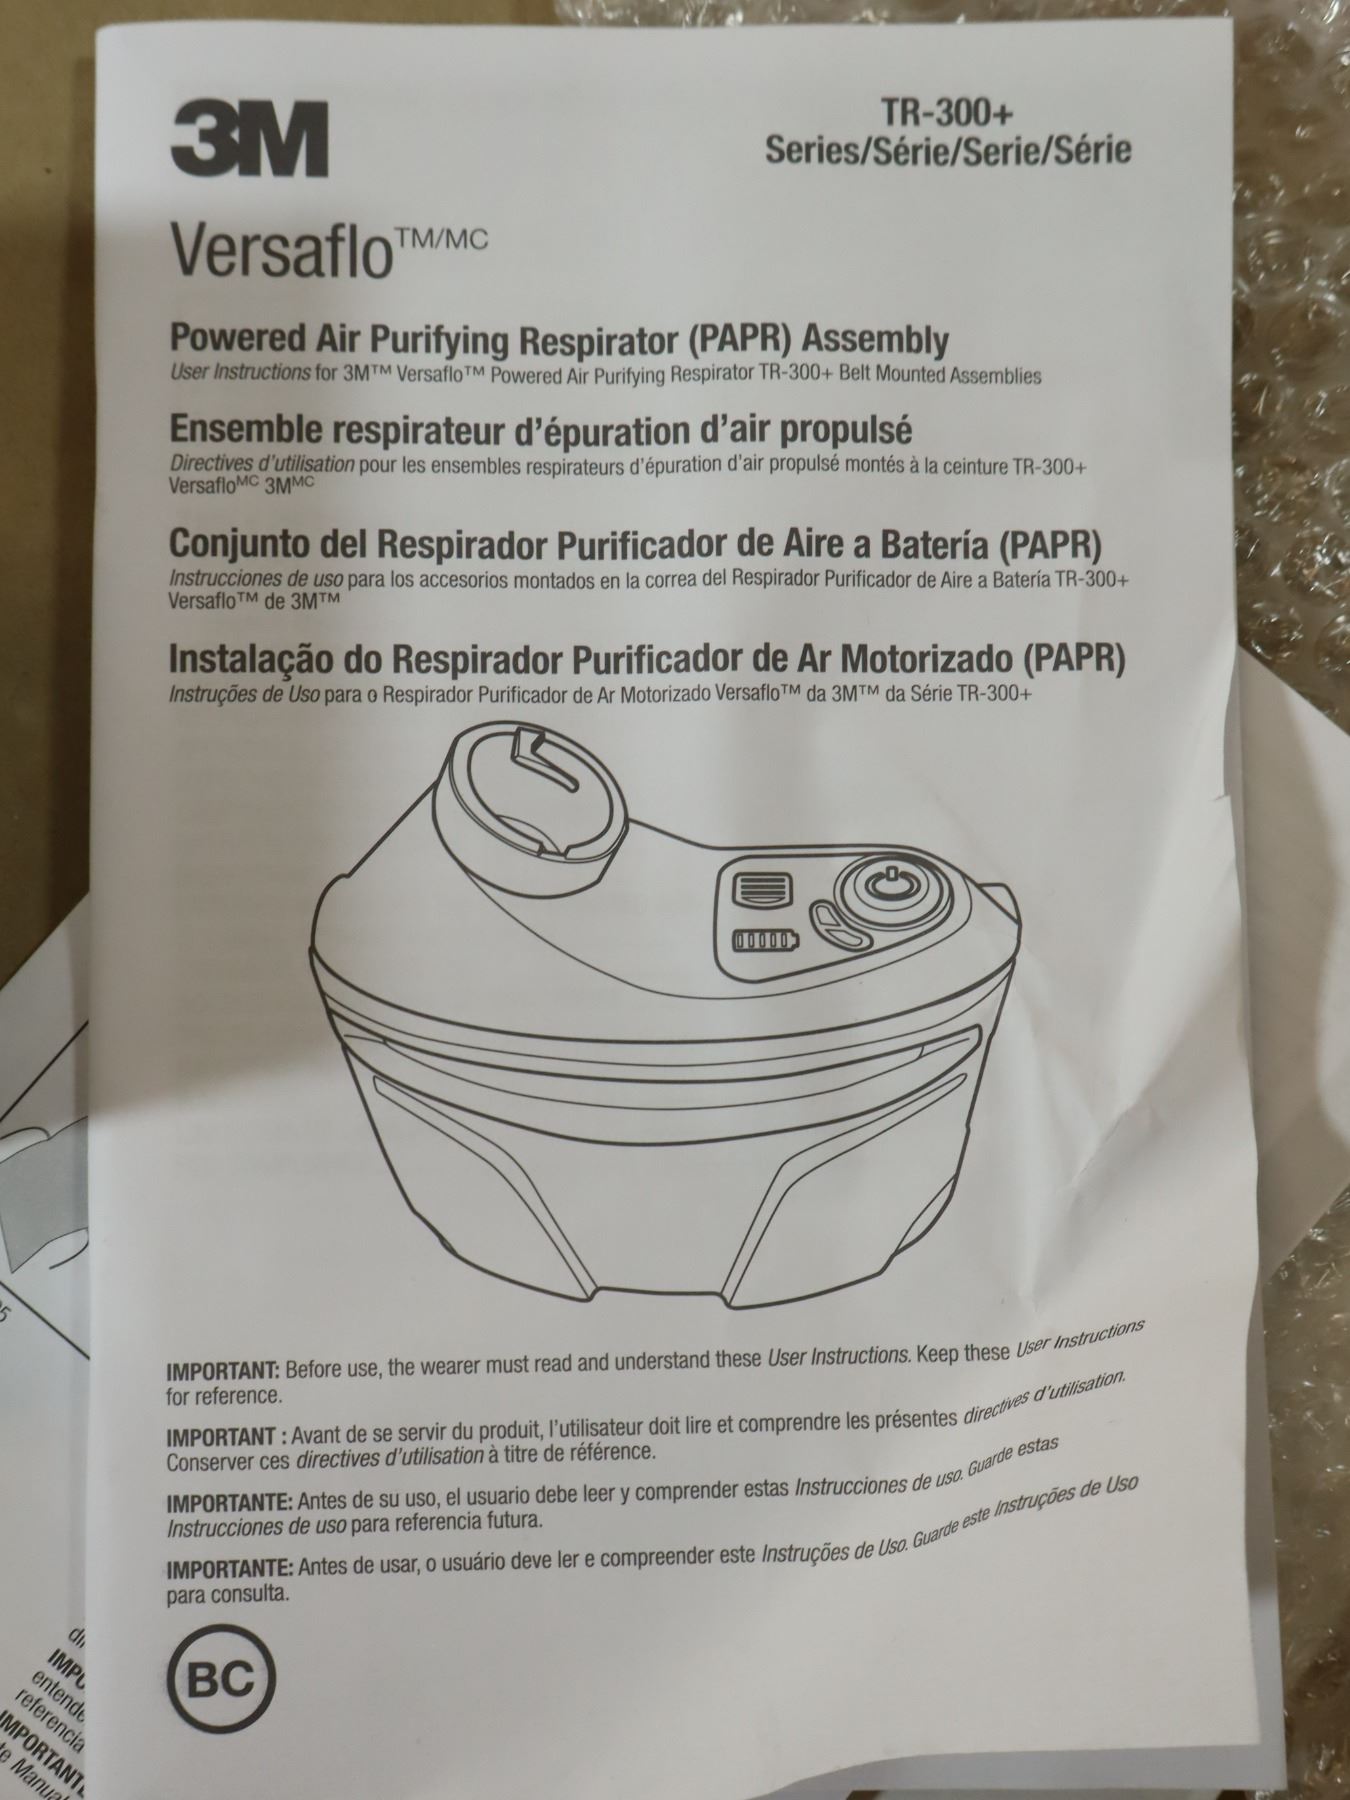 3M
TR-300+
Series/Série/Serie/Série
Versaflo™/MC
Powered Air Purifying Respirator (PAPR) Assembly
User Instructions for 3M™ Versaflo™ Powered Air Purifying Respirator TR-300+ Belt Mounted Assemblies
Ensemble respirateur d'épuration d'air propulsé
Directives d'utilisation pour les ensembles respirateurs d'épuration d'air propulsé montés à la ceinture TR-300+
VersafloMC 3MMC
Conjunto del Respirador Purificador de Aire a Batería (PAPR)
Instrucciones de uso para los accesorios montados en la correa del Respirador Purificador de Aire a Batería TR-300+
Versaflo™ de 3M™
Instalação do Respirador Purificador de Ar Motorizado (PAPR)
Instruções de Uso para o Respirador Purificador de Ar Motorizado Versaflo™ da 3M™ da Série TR-300+
IMPORTANT: Before use, the wearer must read and understand these User Instructions. Keep these User Instructions
for reference.
IMPORTANT : Avant de se servir du produit, l'utilisateur doit lire et comprendre les présentes directives d'utilisation.
Conserver ces directives d'utilisation à titre de référence.
IMPORTANTE: Antes de su uso, el usuario debe leer y comprender estas Instrucciones de uso. Guarde estas
Instrucciones de uso para referencia futura.
IMPORTANTE: Antes de usar, o usuário deve ler e compreender este Instruções de Uso. Guarde este Instruções de Uso
para consulta.
BC
referencia